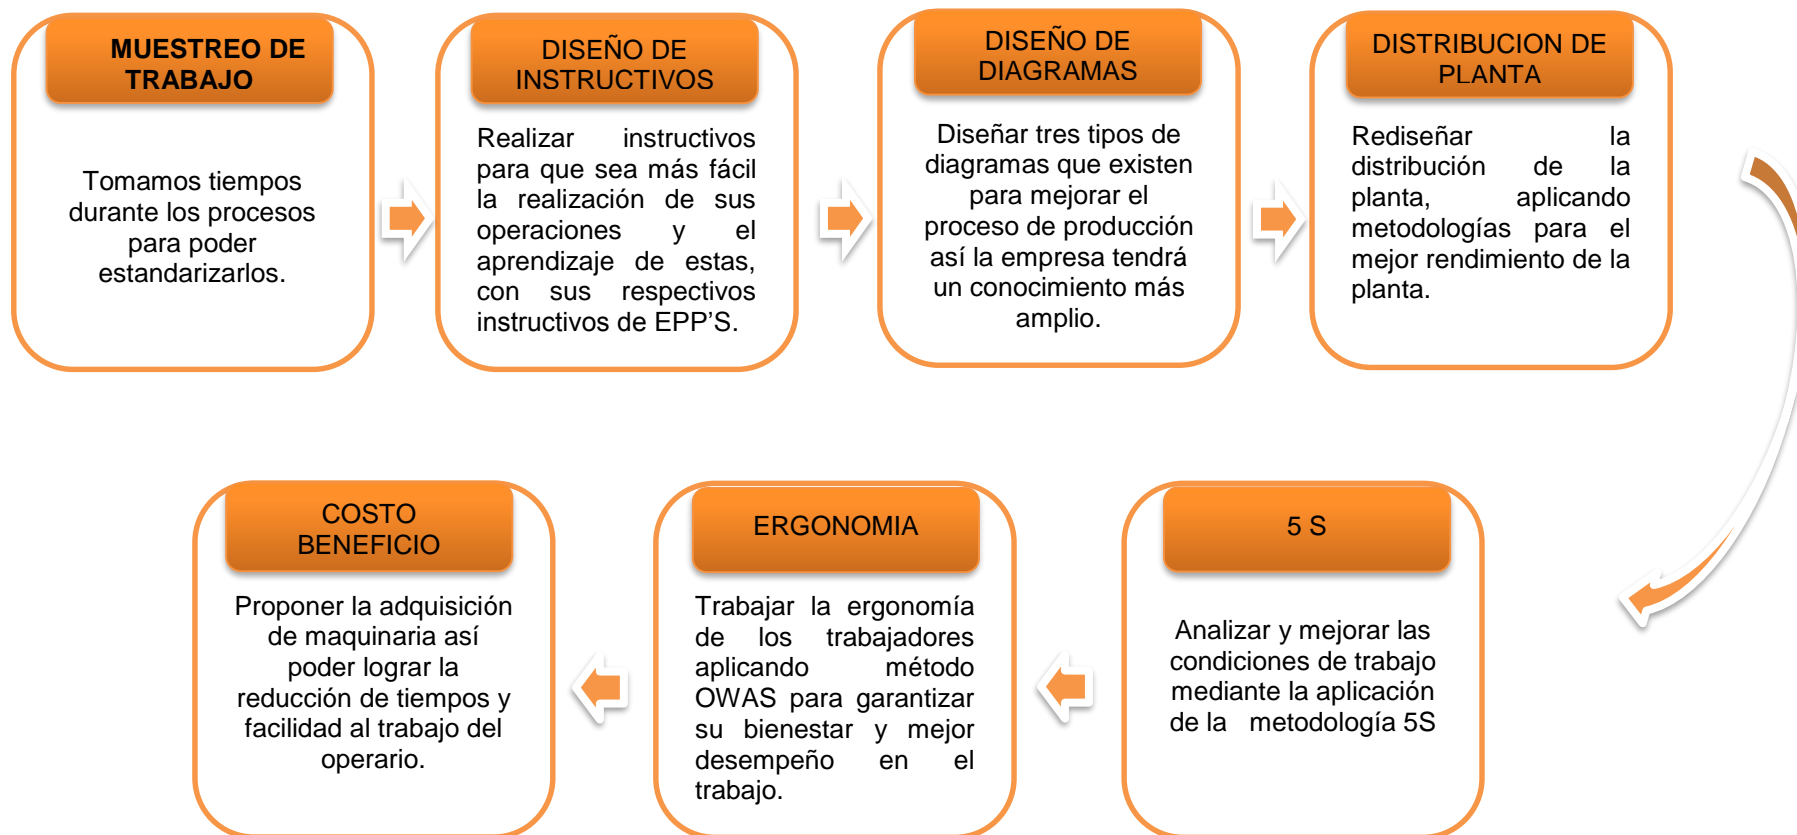 MUESTREO DE
TRABAJO
Tomamos tiempos
durante los procesos
para poder
estandarizarlos.
DISEÑO DE
INSTRUCTIVOS
Realizar instructivos
para que sea más fácil
la realización de sus
operaciones y el
aprendizaje de estas,
con sus respectivos
instructivos de EPP’S.
DISEÑO DE
DIAGRAMAS
Diseñar tres tipos de
diagramas que existen
para mejorar el
proceso de producción
así la empresa tendrá
un conocimiento más
amplio.
DISTRIBUCION DE
PLANTA
Rediseñar la
distribución de la
planta, aplicando
metodologías para el
mejor rendimiento de la
planta.
5 S
Analizar y mejorar las
condiciones de trabajo
mediante la aplicación
de la metodología 5S
ERGONOMIA
Trabajar la ergonomía
de los trabajadores
aplicando método
OWAS para garantizar
su bienestar y mejor
desempeño en el
trabajo.
COSTO
BENEFICIO
Proponer la adquisición
de maquinaria así
poder lograr la
reducción de tiempos y
facilidad al trabajo del
operario.